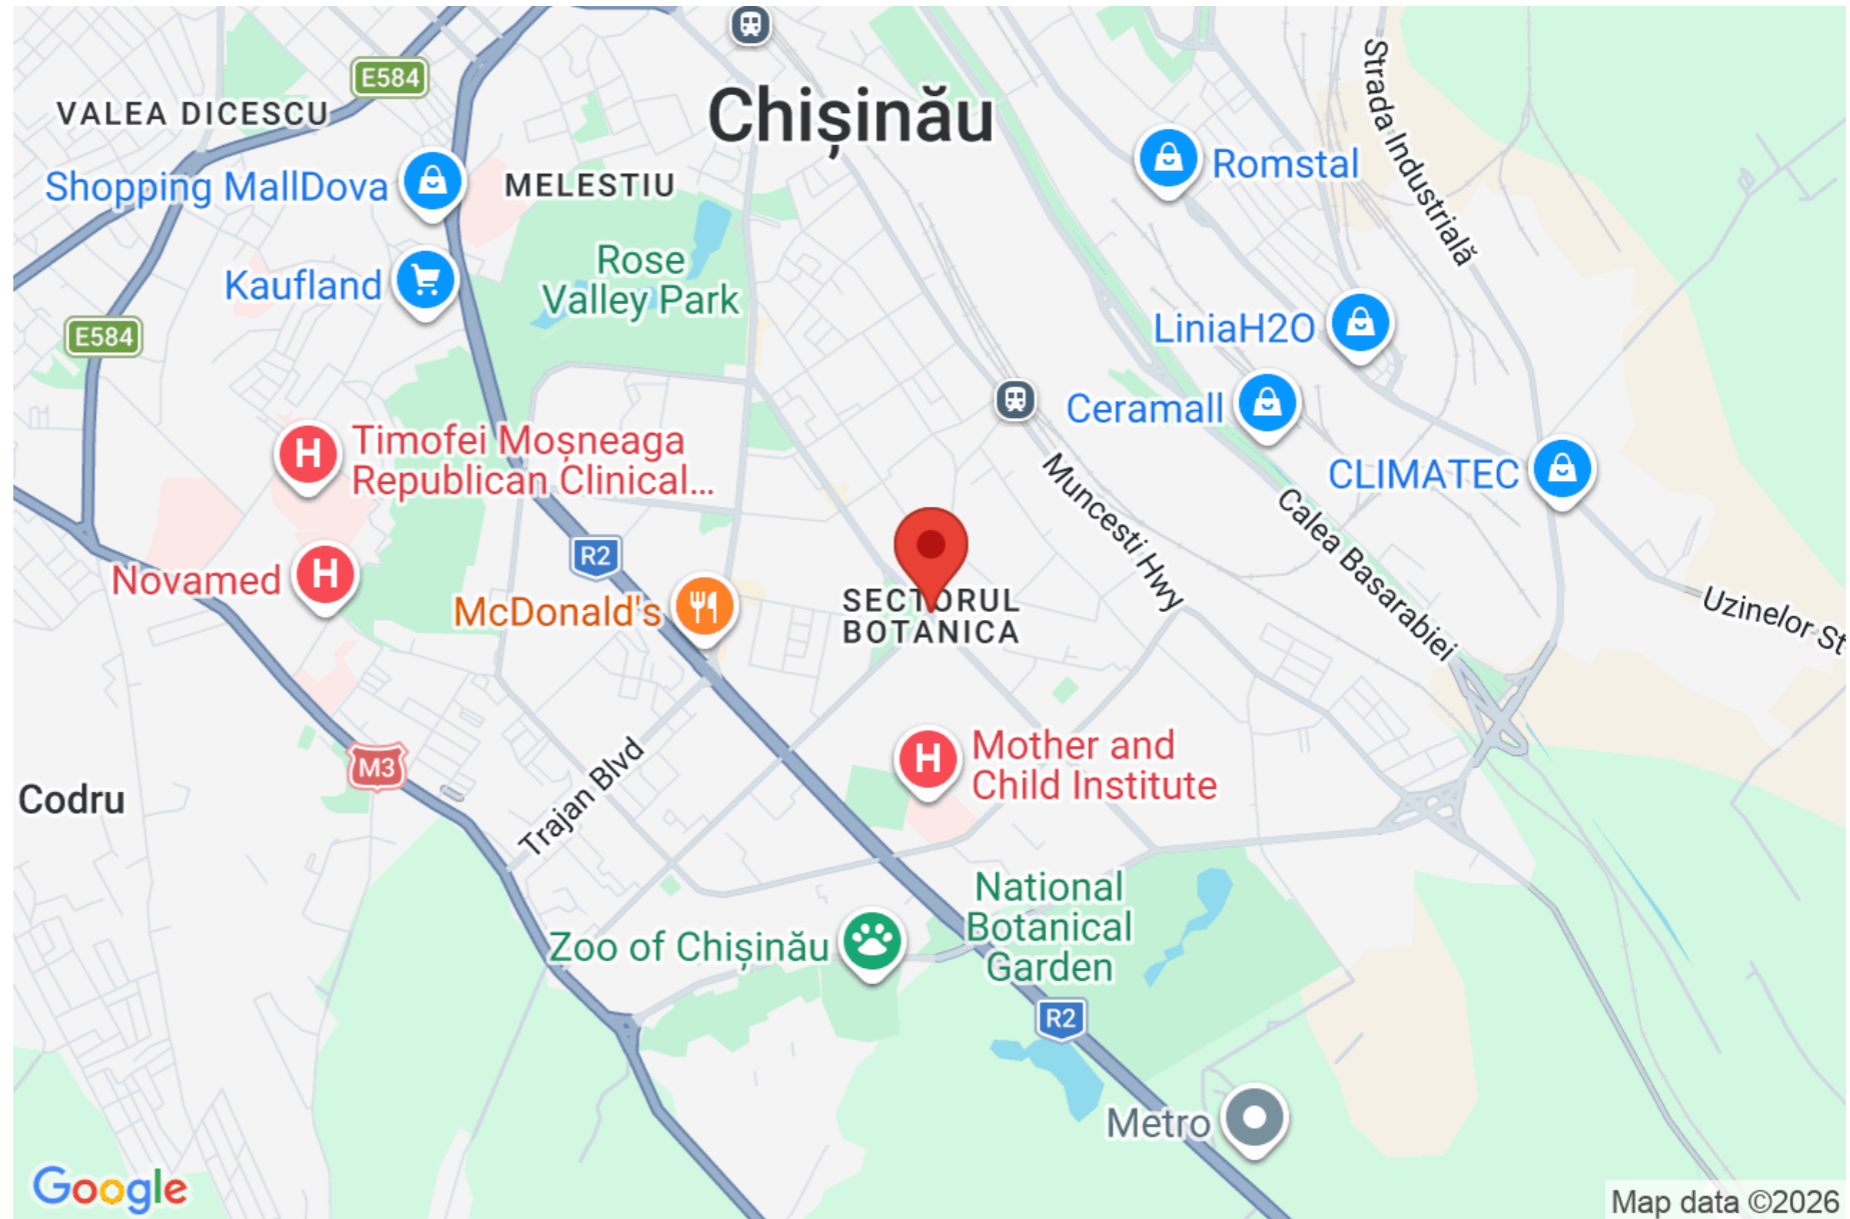 E584
VALEA DICESCU
Chișinău
Strada Industrială
Shopping MallDova
MELESTIU
Romstal
Rose
Valley Park
Kaufland
E584
LiniaH2O
Ceramall
Timofei Moșneaga
Republican Clinical...
CLIMATEC
Muncesti Hwy
Calea Basarabiei
R2
Novamed
McDonald's
SECTORUL
BOTANICA
Uzinelor St
M3
Mother and
Child Institute
Codru
Trajan Blvd
National
Botanical
Garden
Zoo of Chișinău
R2
Metro
Google
Map data ©2026